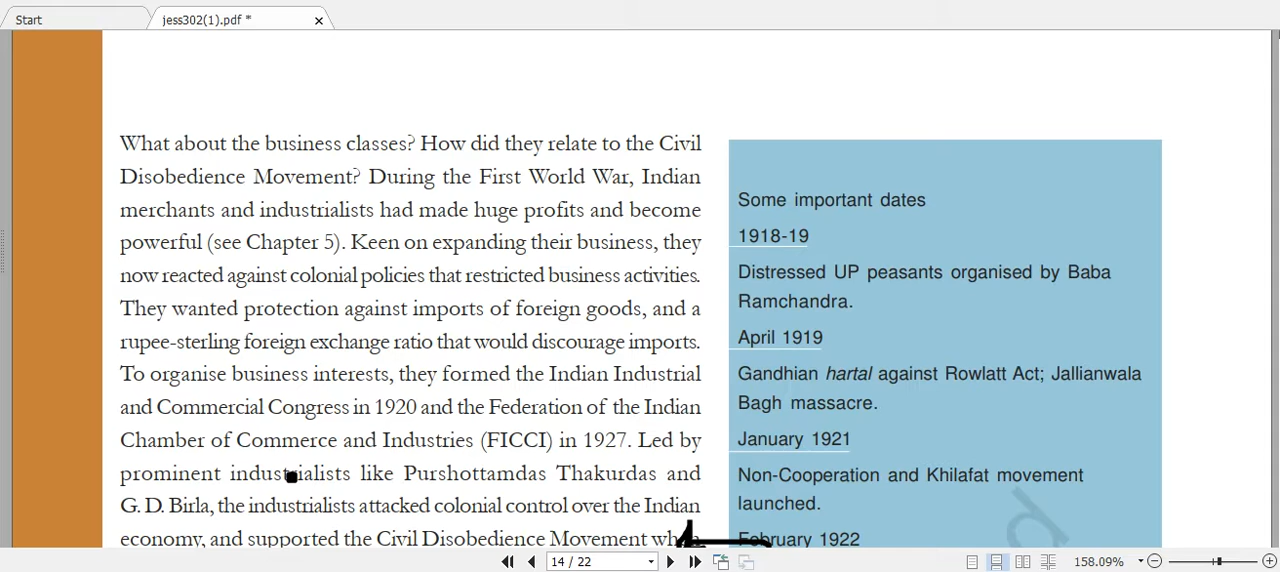 Start
jess302(1).pdf *
What about the business classes? How did they relate to the Civil
Disobedience Movement? During the First World War, Indian
merchants and industrialists had made huge profits and become
powerful (see Chapter 5). Keen on expanding their business, they
now reacted against colonial policies that restricted business activities.
They wanted protection against imports of foreign goods, and a
rupee-sterling foreign exchange ratio that would discourage imports.
To organise business interests, they formed the Indian Industrial
and Commercial Congress in 1920 and the Federation of the Indian
Chamber of Commerce and Industries (FICCI) in 1927. Led by
prominent industrialists like Purshottamdas Thakurdas and
G. D. Birla, the industrialists attacked colonial control over the Indian
economy, and supported the Civil Disobedience Movement when
Some important dates
1918-19
Distressed UP peasants organised by Baba
Ramchandra.
April 1919
Gandhian hartal against Rowlatt Act; Jallianwala
Bagh massacre.
January 1921
Non-Cooperation and Khilafat movement
launched.
February 1922
d
14 / 22
158.09%